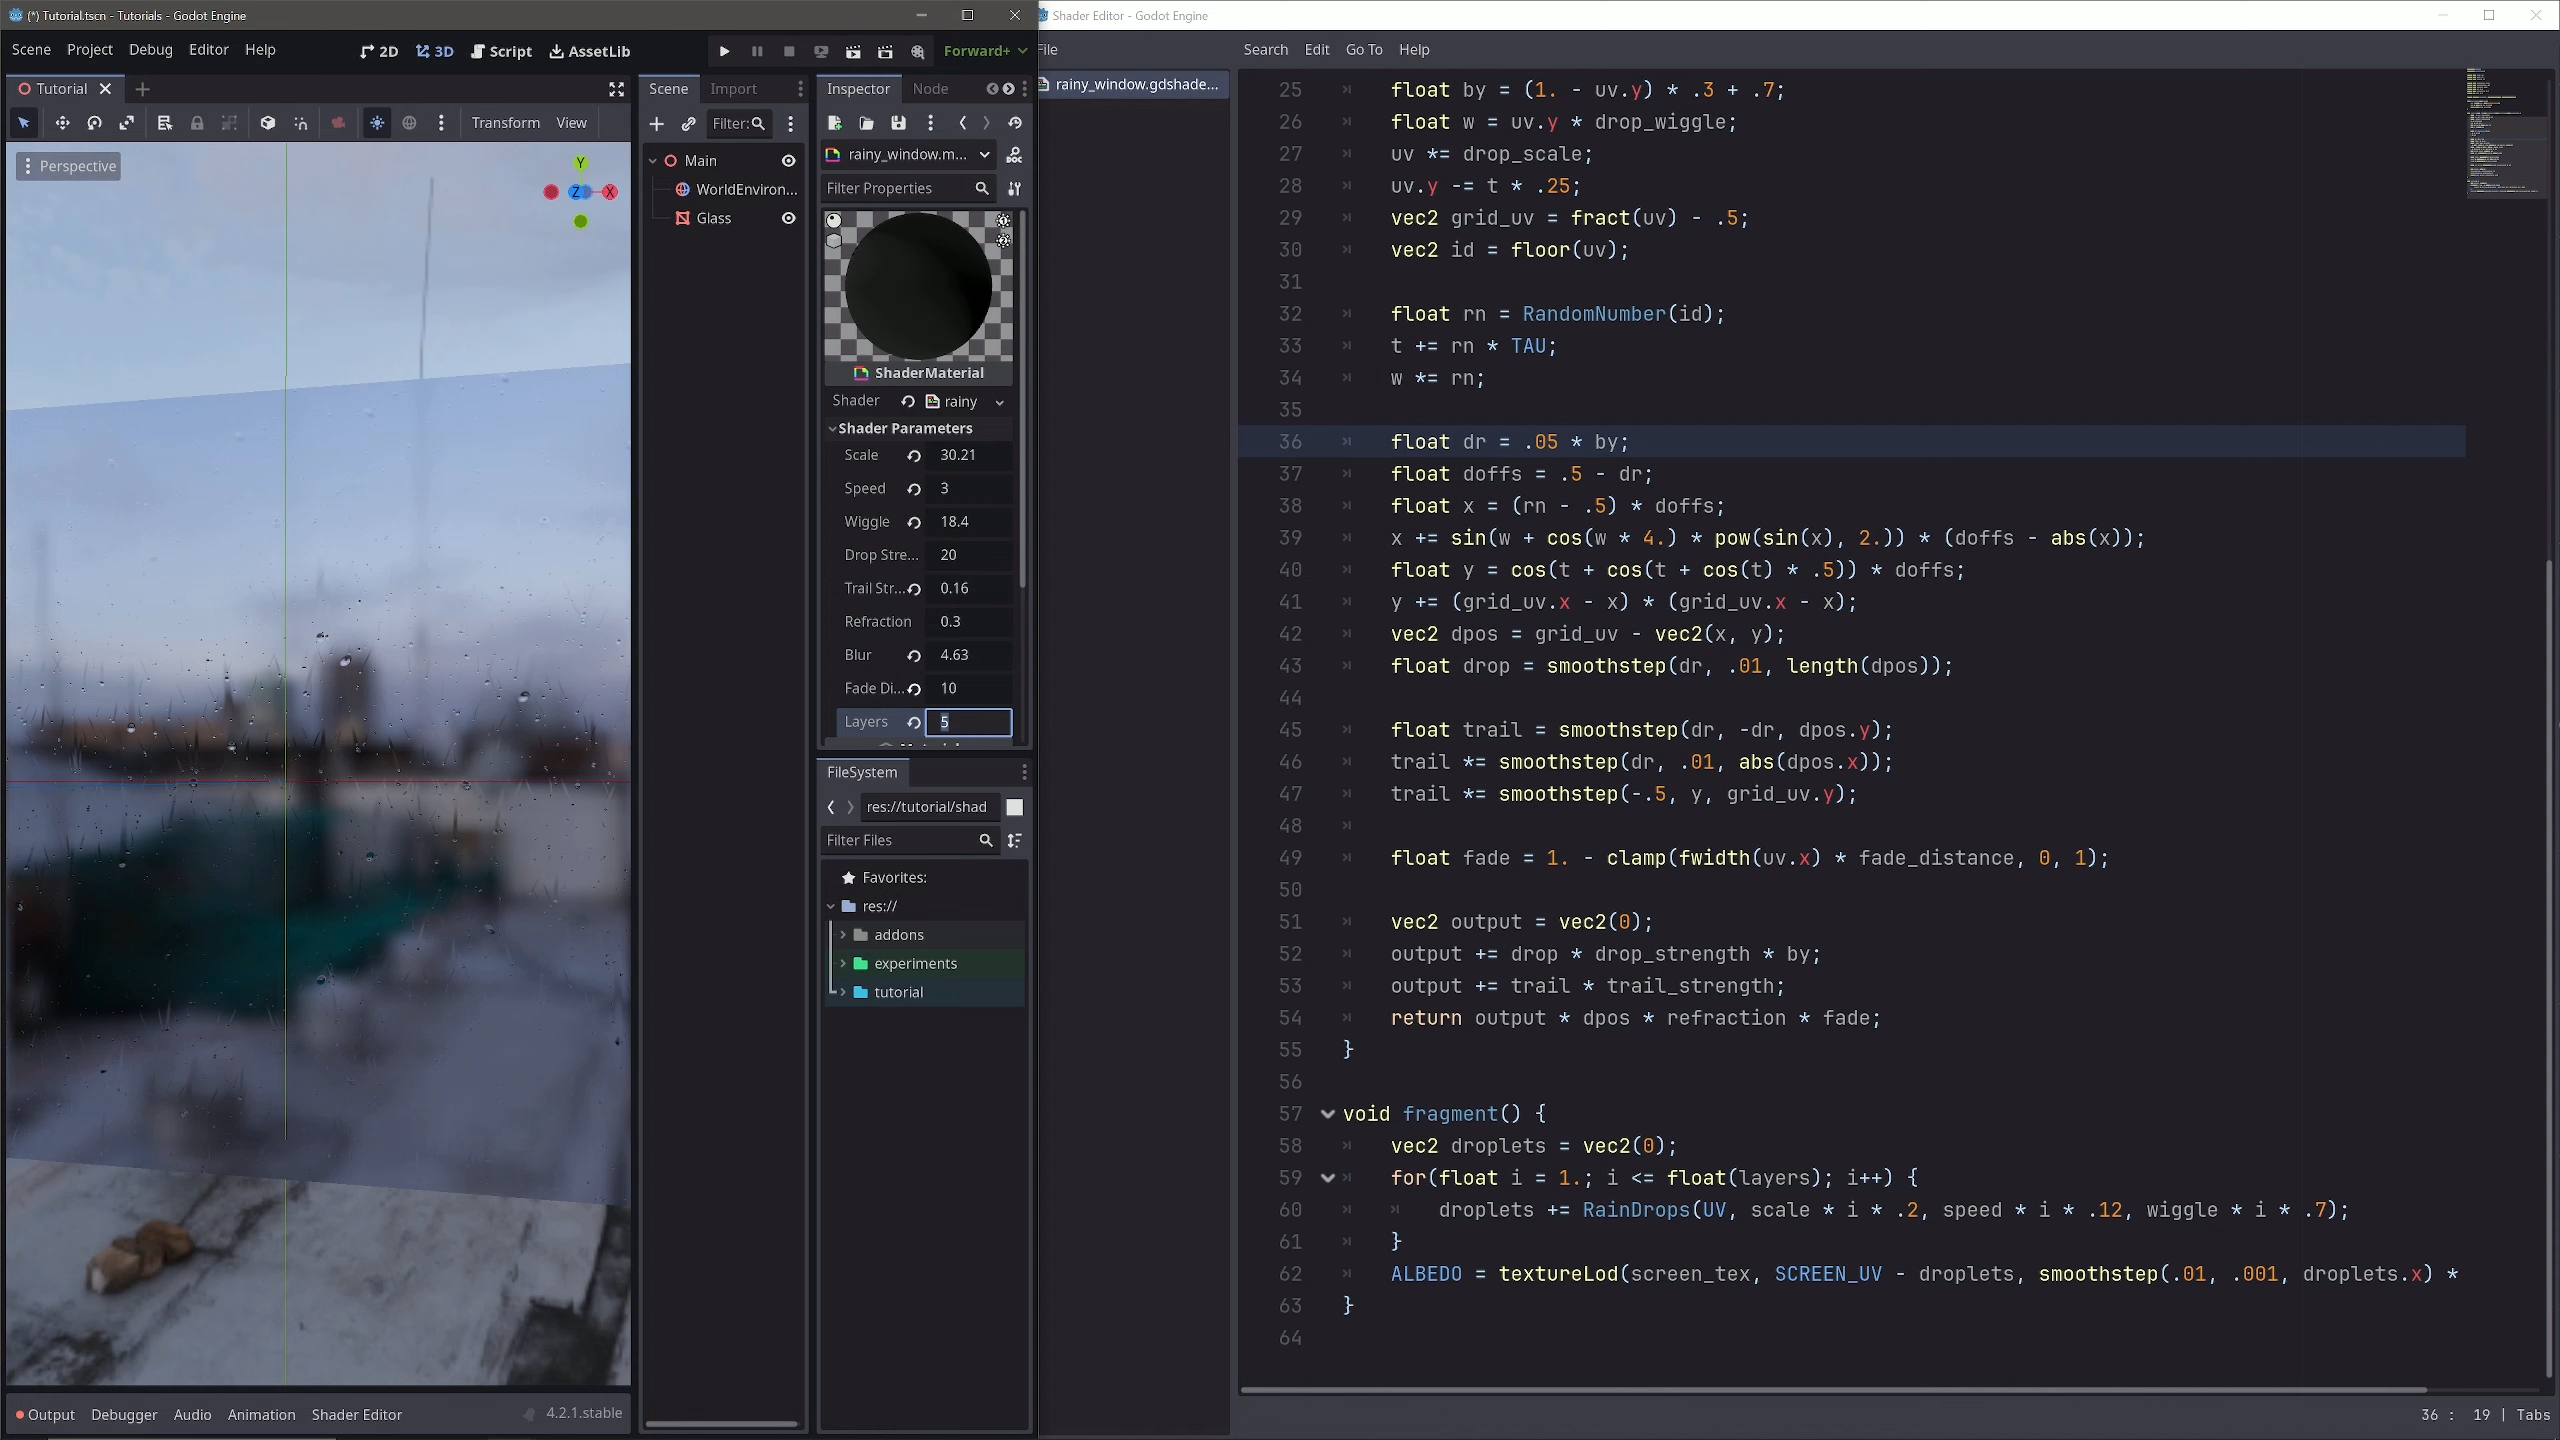 (*) Tutorial.tscn - Tutorials - Godot Engine
Scene Project Debug Editor Help
2D 3D Script AssetLib
Forward+
Tutorial
Transform View
Perspective
Y
Z X
Scene Import
Filter:
Main
WorldEnviron...
Glass
Inspector Node
rainy_window.m...
DOC
Filter Properties
ShaderMaterial
Shader rainy
Shader Parameters
Scale 30.21
Speed 3
Wiggle 18.4
Drop Stre... 20
Trail Str... 0.16
Refraction 0.3
Blur 4.63
Fade Di... 10
Layers 5
FileSystem
res://tutorial/shad
Filter Files
Favorites:
res://
addons
experiments
tutorial
Output Debugger Audio Animation Shader Editor
4.2.1.stable
Shader Editor - Godot Engine
File Search Edit Go To Help
rainy_window.gdshade...
25 float by = (1. - uv.y) * .3 + .7;
26 float w = uv.y * drop_wiggle;
27 uv *= drop_scale;
28 uv.y -= t * .25;
29 vec2 grid_uv = fract(uv) - .5;
30 vec2 id = floor(uv);
31
32 float rn = RandomNumber(id);
33 t += rn * TAU;
34 w *= rn;
35
36 float dr = .05 * by;
37 float doffs = .5 - dr;
38 float x = (rn - .5) * doffs;
39 x += sin(w + cos(w * 4.) * pow(sin(x), 2.)) * (doffs - abs(x));
40 float y = cos(t + cos(t + cos(t) * .5)) * doffs;
41 y += (grid_uv.x - x) * (grid_uv.x - x);
42 vec2 dpos = grid_uv - vec2(x, y);
43 float drop = smoothstep(dr, .01, length(dpos));
44
45 float trail = smoothstep(dr, -dr, dpos.y);
46 trail *= smoothstep(dr, .01, abs(dpos.x));
47 trail *= smoothstep(-.5, y, grid_uv.y);
48
49 float fade = 1. - clamp(fwidth(uv.x) * fade_distance, 0, 1);
50
51 vec2 output = vec2(0);
52 output += drop * drop_strength * by;
53 output += trail * trail_strength;
54 return output * dpos * refraction * fade;
55 }
56
57 void fragment() {
58 vec2 droplets = vec2(0);
59 for(float i = 1.; i <= float(layers); i++) {
60 droplets += RainDrops(UV, scale * i * .2, speed * i * .12, wiggle * i * .7);
61 }
62 ALBEDO = textureLod(screen_tex, SCREEN_UV - droplets, smoothstep(.01, .001, droplets.x) *
63 }
64
36 : 19 | Tabs